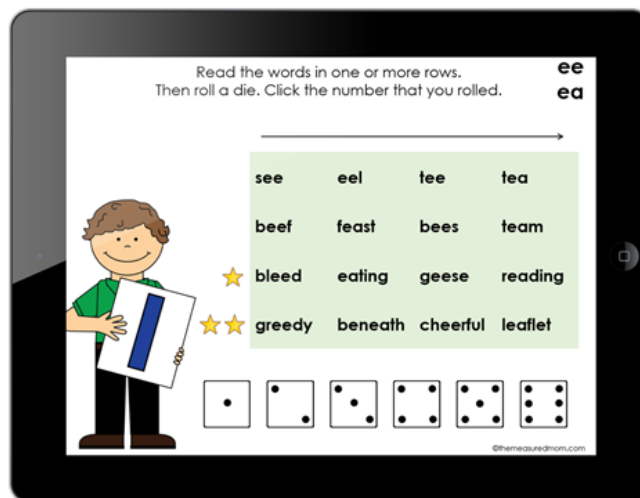 Read the words in one or more rows.
Then roll a die. Click the number that you rolled.
ee
ea
see eel tee tea
beef feast bees team
bleed eating geese reading
greedy beneath cheerful leaflet
©themeasuredmom.com